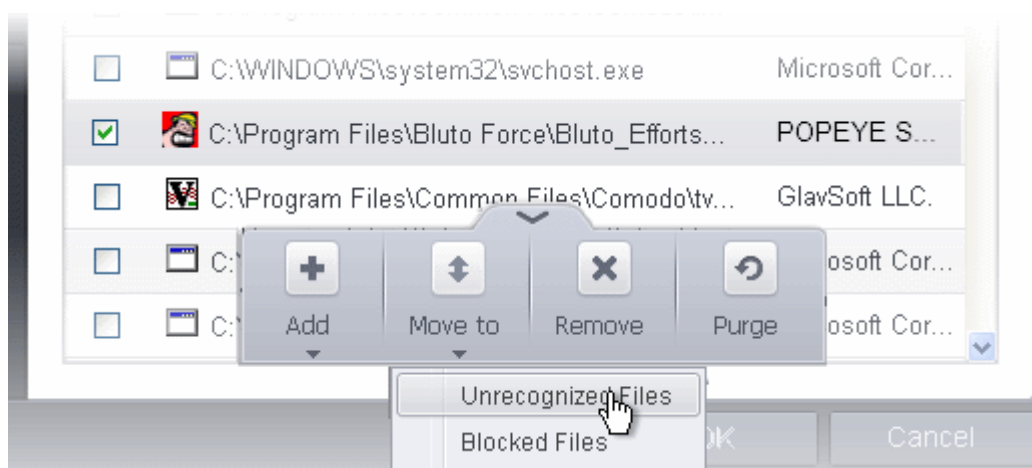 C:\WINDOWS\system32\svchost.exe Microsoft Cor...
C:\Program Files\Bluto Force\Bluto_Efforts... POPEYE S...
C:\Program Files\Common Files\Comodo\tv... GlavSoft LLC.
C:\ osoft Cor...
Add Move to Remove Purge
C:\ osoft Cor...
Unrecognized Files
Blocked Files
OK Cancel